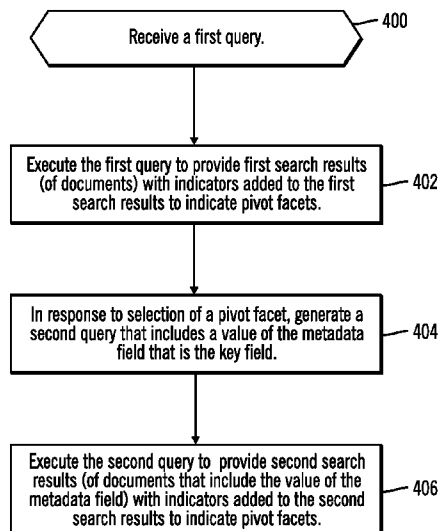 Receive a first query.
400
Execute the first query to provide first search results
(of documents) with indicators added to the first
search results to indicate pivot facets.
402
In response to selection of a pivot facet, generate a
second query that includes a value of the metadata
field that is the key field.
404
Execute the second query to provide second search
results (of documents that include the value of the
metadata field) with indicators added to the second
search results to indicate pivot facets.
406